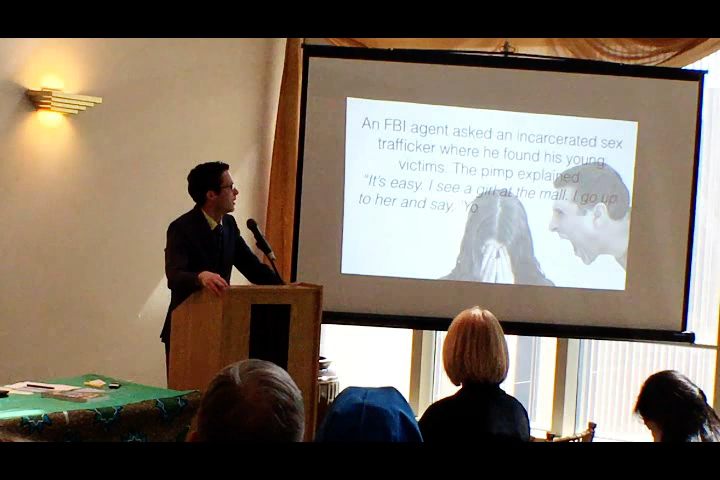 An FBI agent asked an incarcerated sex
trafficker where he found his young
victims. The pimp explained:
"It's easy. I see a girl at the mall. I go up
to her and say, 'Yo